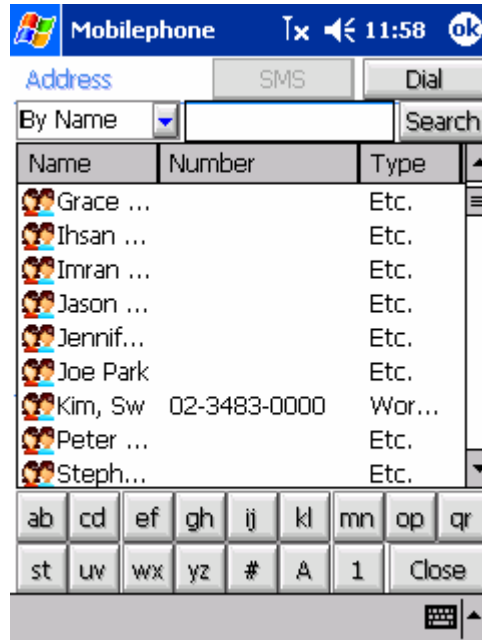 Mobilephone 11:58 ok
Address SMS Dial
By Name Search
Name Number Type
Grace ... Etc.
Ihsan ... Etc.
Imran ... Etc.
Jason ... Etc.
Jennif... Etc.
Joe Park Etc.
Kim, Sw 02-3483-0000 Wor...
Peter ... Etc.
Steph... Etc.
ab cd ef gh ij kl mn op qr
st uv wx yz # A 1 Close